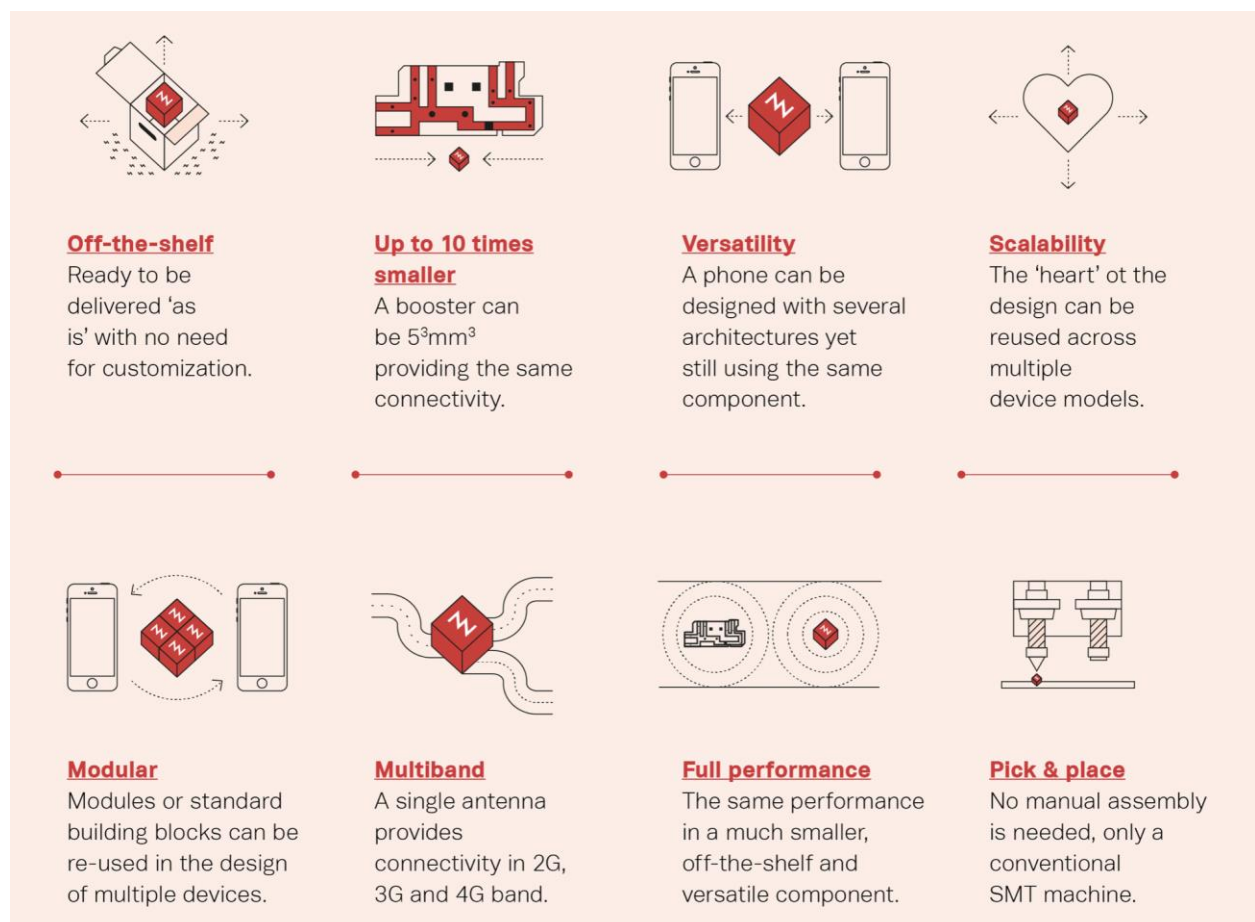 Off-the-shelf
Ready to be
delivered ‘as
is’ with no need
for customization.
Up to 10 times
smaller
A booster can
be 5³mm³
providing the same
connectivity.
Versatility
A phone can be
designed with several
architectures yet
still using the same
component.
Scalability
The ‘heart’ ot the
design can be
reused across
multiple
device models.
Modular
Modules or standard
building blocks can be
re-used in the design
of multiple devices.
Multiband
A single antenna
provides
connectivity in 2G,
3G and 4G band.
Full performance
The same performance
in a much smaller,
off-the-shelf and
versatile component.
Pick & place
No manual assembly
is needed, only a
conventional
SMT machine.